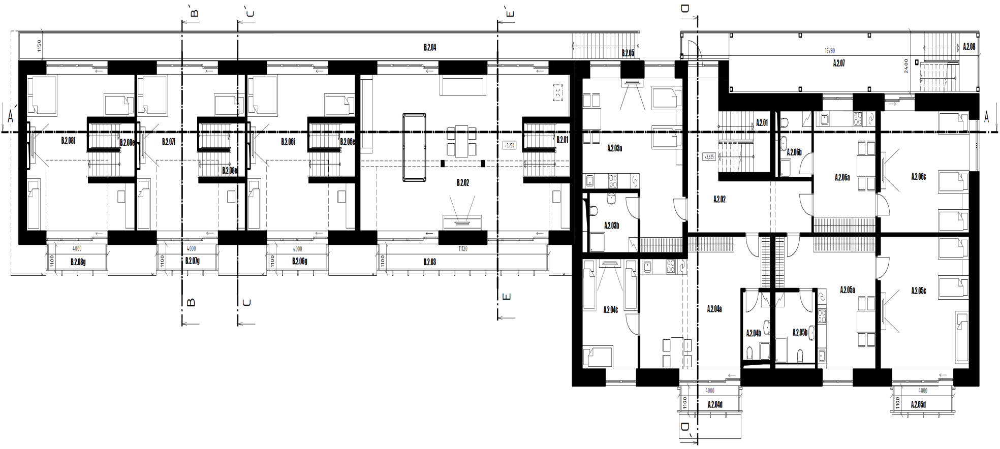 B´
C´
E´
D
1150
B.2.04
B.2.05
19280
A.2.07
2400
A.2.08
A´
A
B.2.08f
B.2.08e
B.2.07f
B.2.08e
B.2.06f
B.2.06e
+3,250
B.2.01
B.2.02
A.2.03a
+3,625
A.2.01
A.2.06b
A.2.06a
A.2.06c
A.2.02
A.2.03b
4000
1100
B.2.08g
4000
1100
B.2.07g
4000
1100
B.2.06g
11120
1100
B.2.03
B
C
E
A.2.04c
A.2.04a
A.2.04b
A.2.05b
A.2.05a
A.2.05c
4000
1100
A.2.04d
4000
1100
A.2.05d
D´